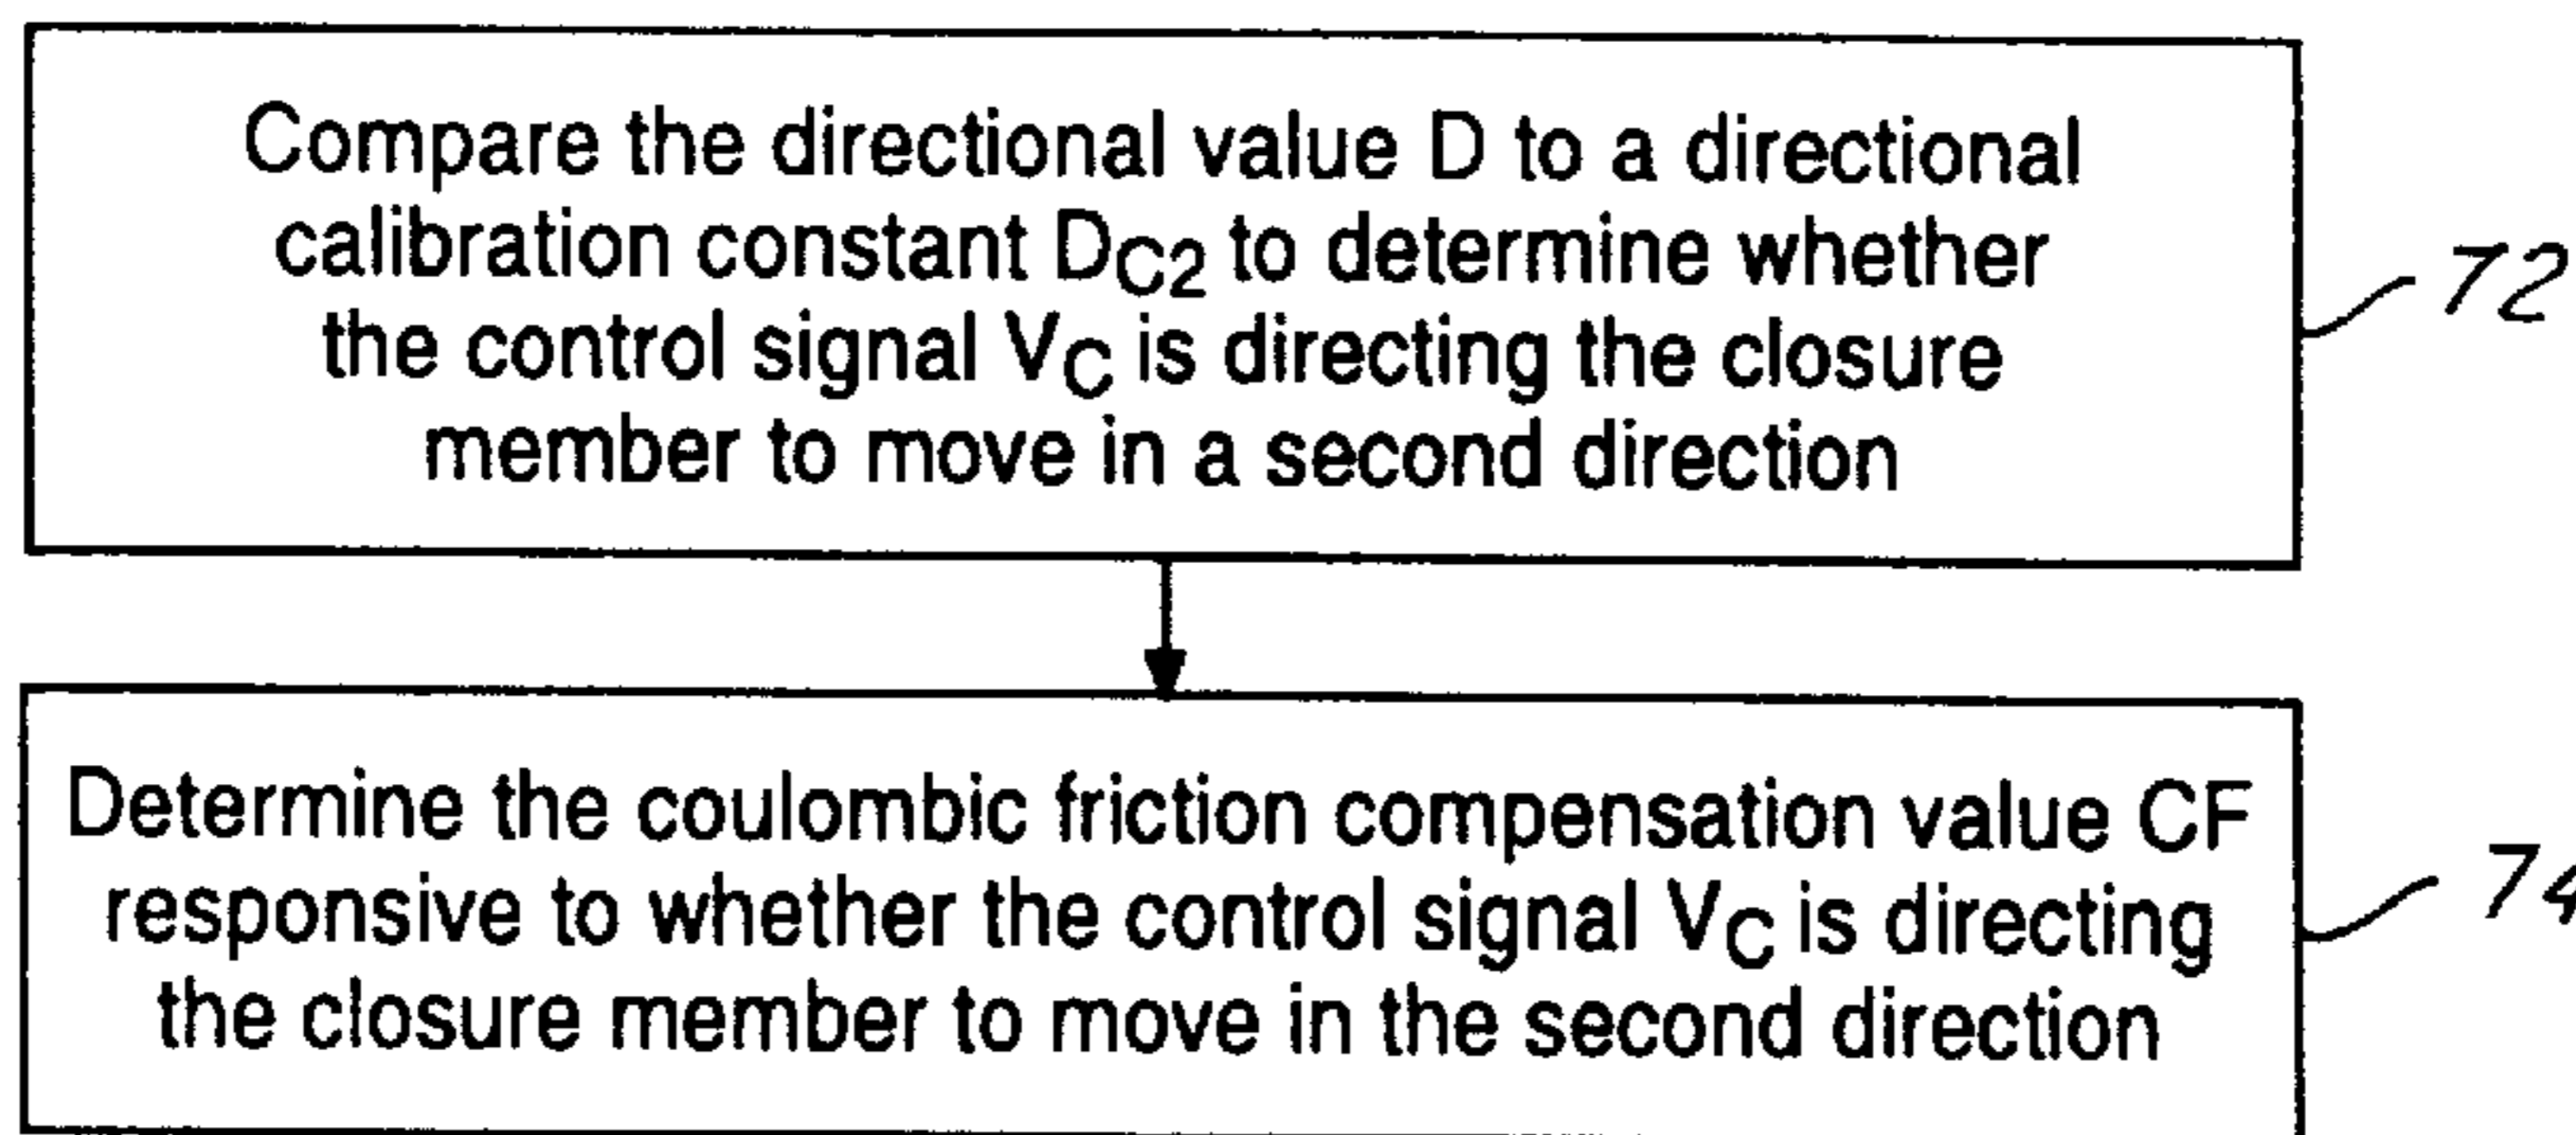 Compare the directional value D to a directional
calibration constant DC2 to determine whether
the control signal VC is directing the closure
member to move in a second direction
72
Determine the coulombic friction compensation value CF
responsive to whether the control signal VC is directing
the closure member to move in the second direction
74